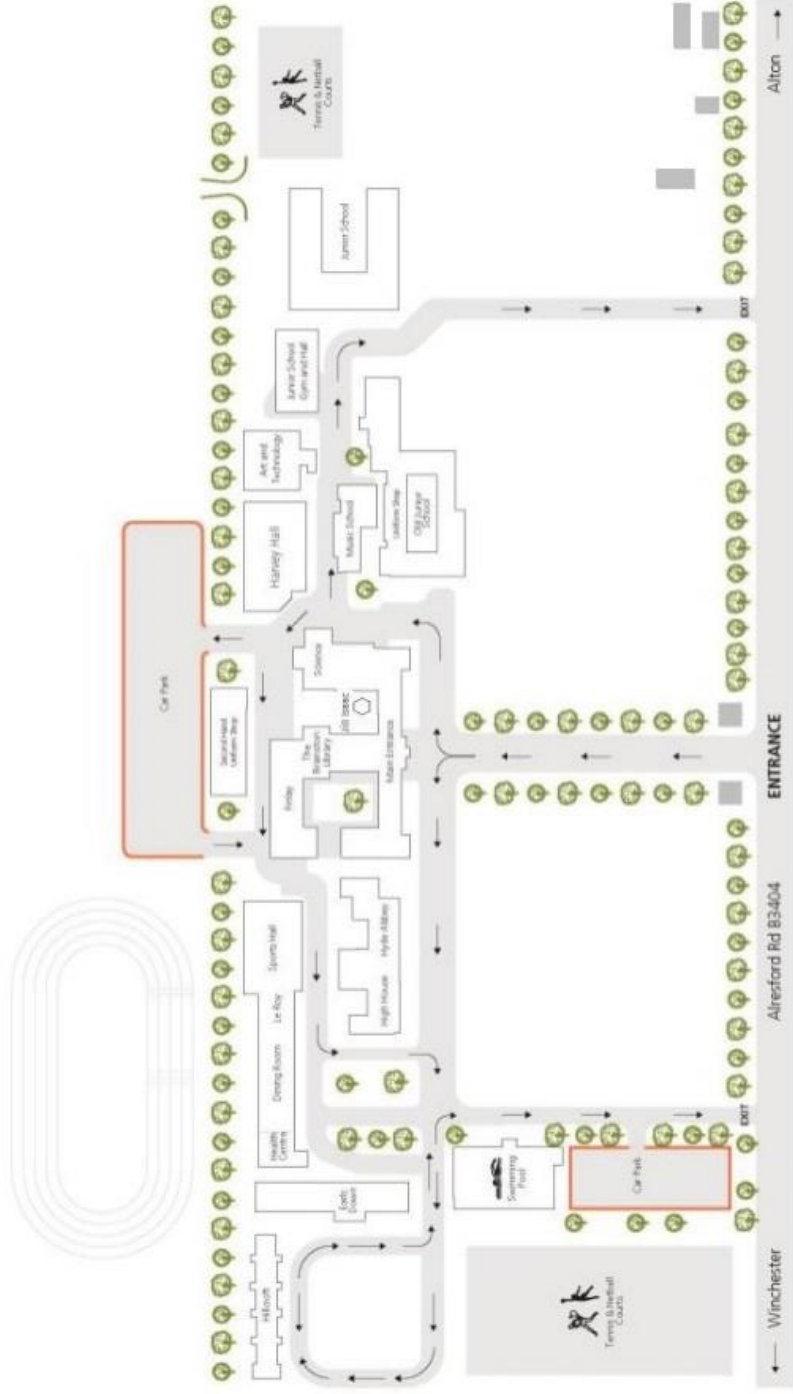 Car Park
Second Hand
Uniform Shop
Hillcroft
Health
Centre
Dining Room
Le Roy
Sports Hall
Harvey Hall
Art and
Technology
Junior School
Gym and Hall
Tennis & Netball
Courts
Earls
Down
The
Bramston
Library
Science
Junior School
Jill Isaac
High House
Hyde Abbey
Main Entrance
Music School
Uniform Shop
Old Junior
School
Swimming
Pool
Tennis & Netball
Courts
Car Park
EXIT
EXIT
Winchester
Alresford Rd B3404
ENTRANCE
Alton